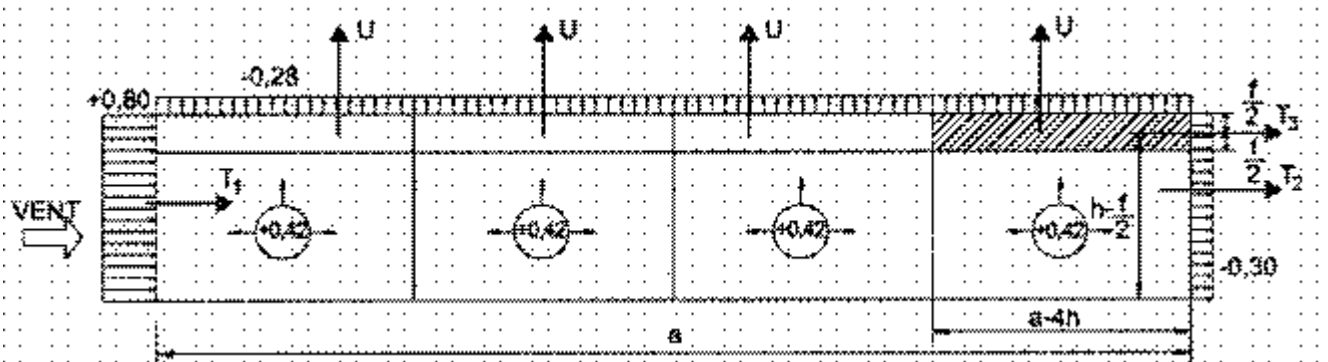 U U U U
-0,28
+0,80
f/2 T3
T1
f/2 T2
VENT
+0,42 +0,42 +0,42 +0,42 h-f/2
-0,30
a-4h
a